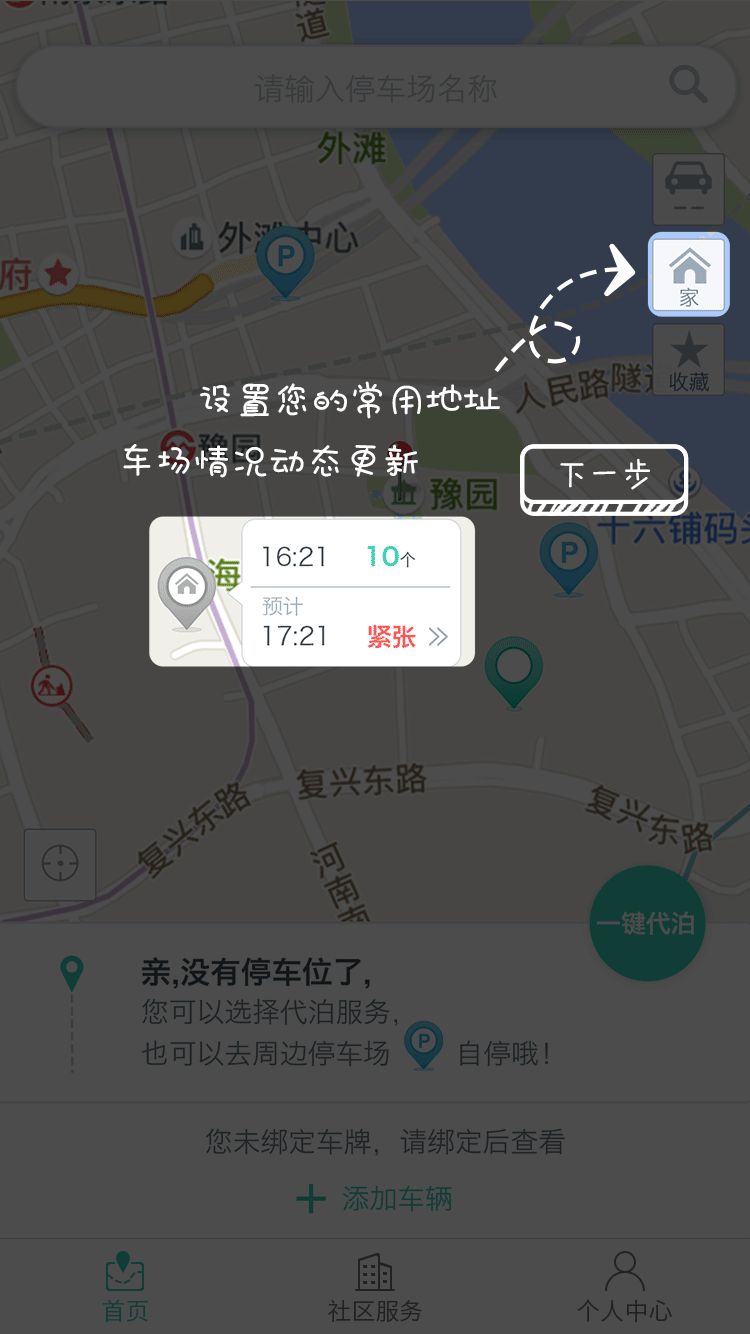 隧道
请输入停车场名称
外滩
外滩中心
P
府
家
收藏
人民路隧道
设置您的常用地址
豫园
车场情况动态更新
下一步
豫园
十六铺码头
P
海
16:21 10个
预计
17:21 紧张
复兴东路
复兴东路
复兴东路
河南南
一键代泊
亲,没有停车位了,
您可以选择代泊服务,
也可以去周边停车场 P 自停哦!
您未绑定车牌，请绑定后查看
+ 添加车辆
首页 社区服务 个人中心